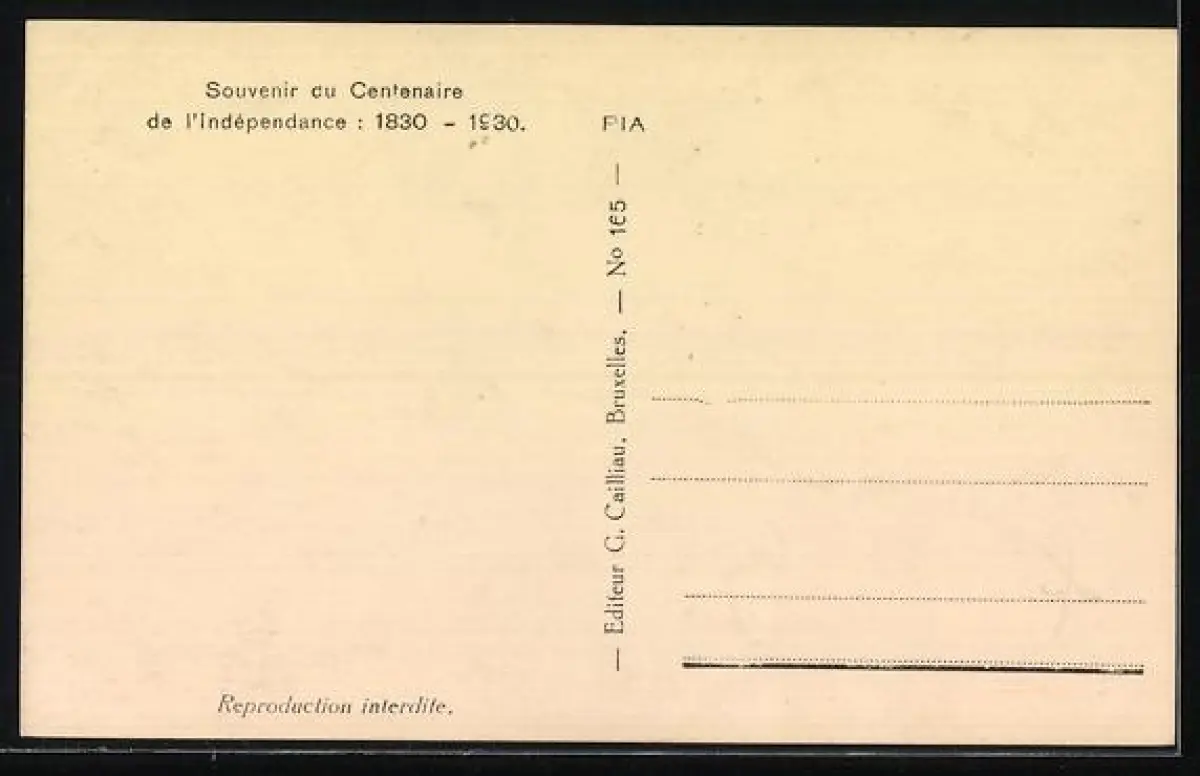 Souvenir du Centenaire
de l'Indépendance : 1830 - 1930.
PIA
— Editeur G. Cailliau, Bruxelles. — No 165 —
Reproduction interdite.